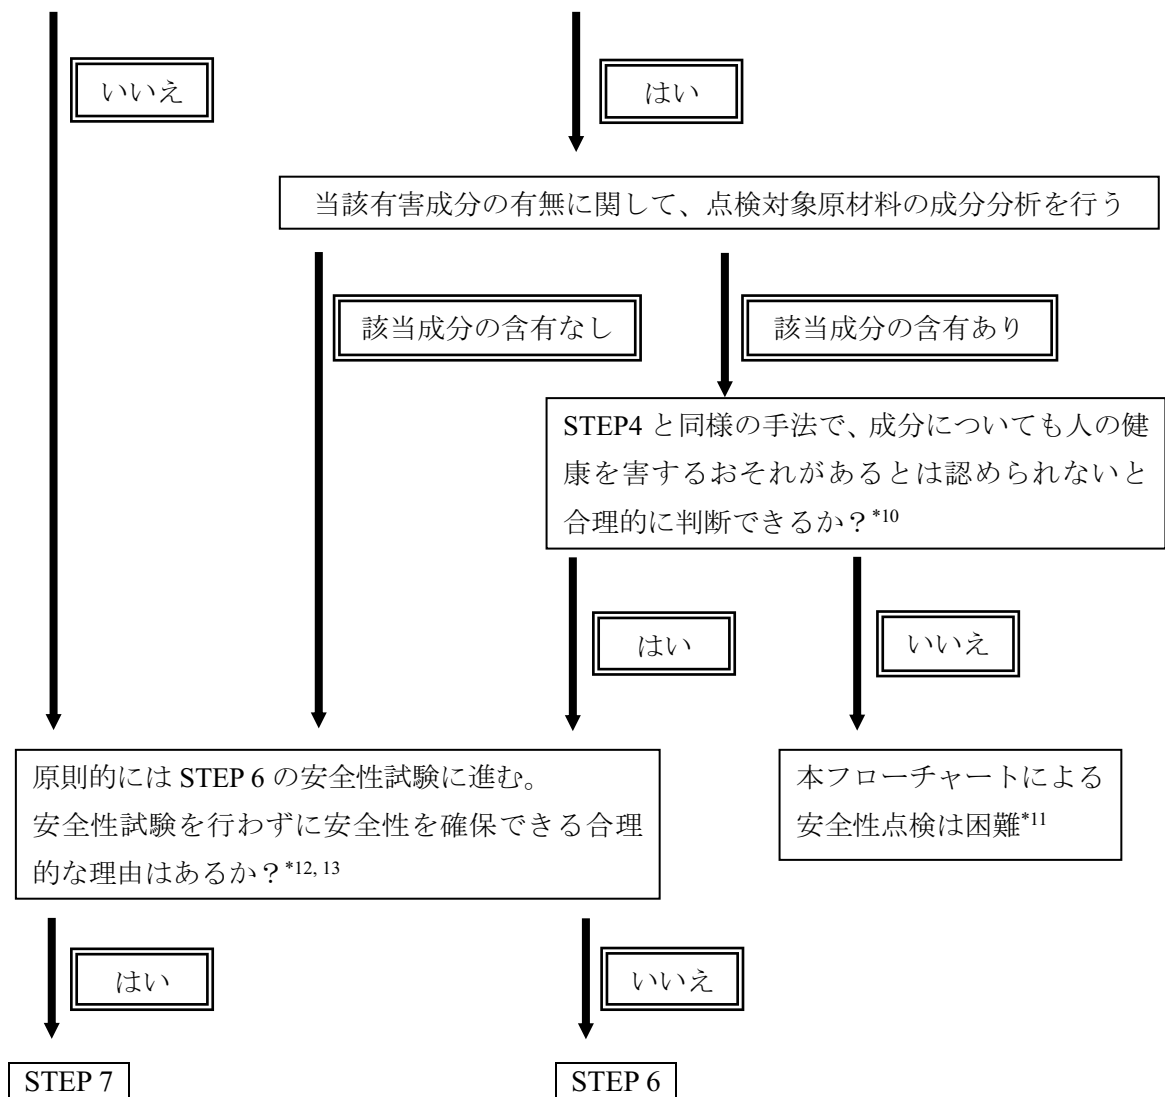 いいえ
はい
当該有害成分の有無に関して、点検対象原材料の成分分析を行う
該当成分の含有なし
該当成分の含有あり
STEP4 と同様の手法で、成分についても人の健
康を害するおそれがあるとは認められないと
合理的に判断できるか？*10
はい
いいえ
原則的には STEP 6 の安全性試験に進む。
安全性試験を行わずに安全性を確保できる合理
的な理由はあるか？*12, 13
本フローチャートによる
安全性点検は困難*11
はい
いいえ
STEP 7
STEP 6